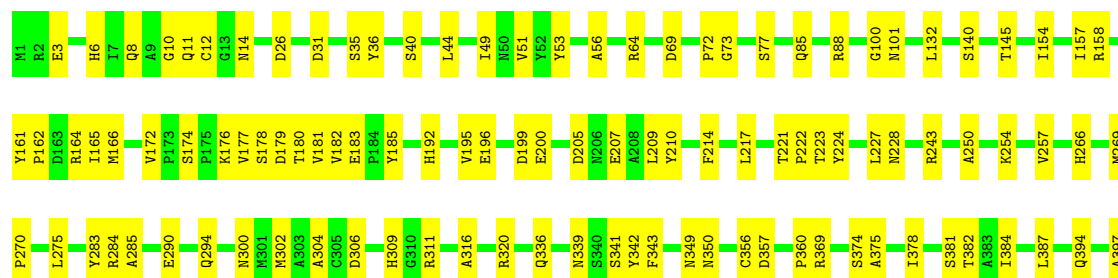 M1 R2 E3 H6 I7 Q8 A9 G10 Q11 C12 G13 N14 D26 D31 S35 Y36 S40 L44 I49 N50 V51 Y52 Y53 A56 R64 D69 P72 G73 S77 Q85 R88 G100 N101 L132 S140 T145 I154 I157 R158
Y161 P162 D163 R164 I165 M166 V172 P173 S174 P175 K176 V177 S178 D179 T180 V181 V182 E183 P184 Y185 H192 V195 E196 D199 E200 D205 N206 E207 A208 L209 Y210 F214 L217 T221 P222 T223 Y224 L227 N228 R243 A250 K254 V257 H266
P270 L275 Y283 R284 A285 E290 Q294 N300 M301 M302 A303 A304 C305 D306 H309 G310 R311 A316 R320 Q336 N339 S340 S341 Y342 F343 N349 N350 C356 D357 P360 R369 S374 A375 I378 S381 T382 A383 I384 L387 Q394